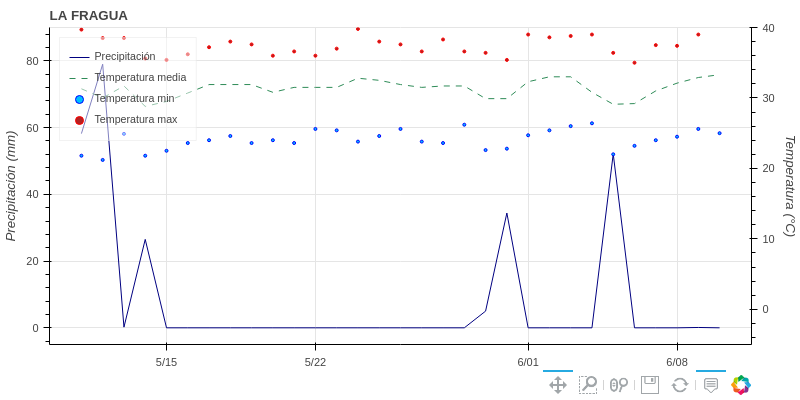 LA FRAGUA
Precipitación
Temperatura media
Temperatura min
Temperatura max
Precipitación (mm)
80
60
40
20
0
Temperatura (°C)
40
30
20
10
0
5/15
5/22
6/01
6/08